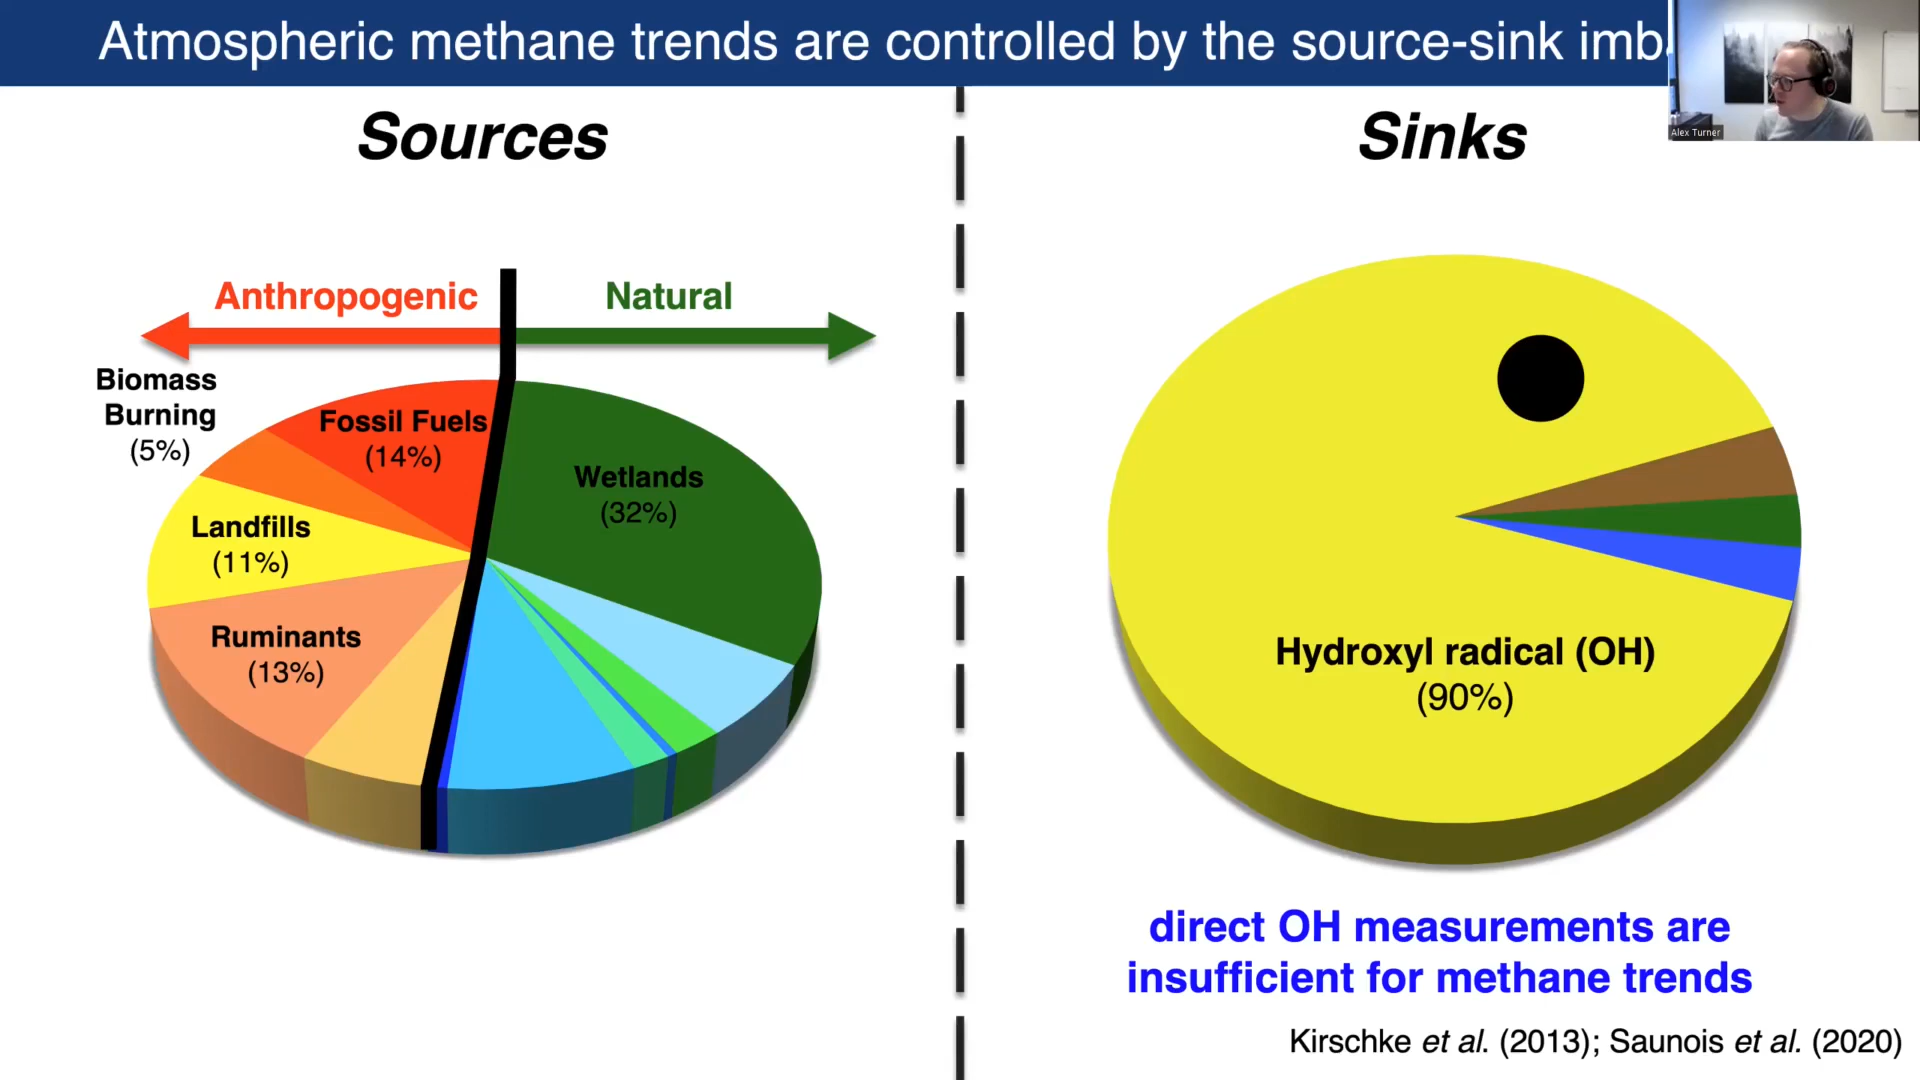 Atmospheric methane trends are controlled by the source-sink imb
Alex Turner
Sources
Sinks
Anthropogenic
Natural
Biomass
Burning
(5%)
Fossil Fuels
(14%)
Wetlands
(32%)
Landfills
(11%)
Ruminants
(13%)
Hydroxyl radical (OH)
(90%)
direct OH measurements are
insufficient for methane trends
Kirschke et al. (2013); Saunois et al. (2020)